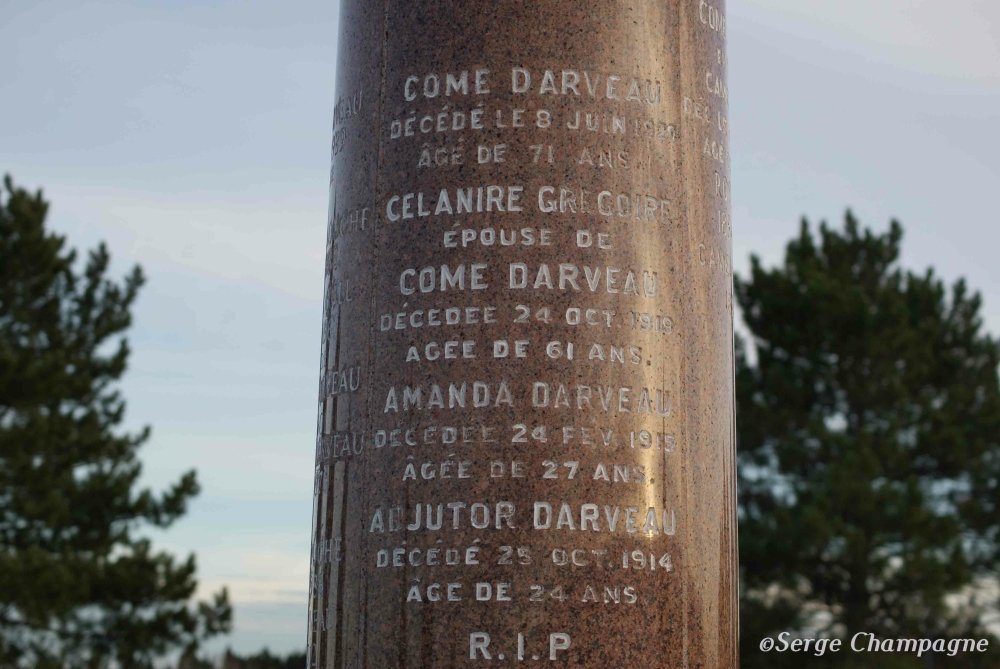 COME DARVEAU
DÉCÉDÉ LE 8 JUIN
ÂGÉ DE 71 ANS
CELANIRE GREGOIRE
ÉPOUSE DE
COME DARVEAU
DÉCEDEE 24 OCT. 1919
AGÉE DE 61 ANS.
AMANDA DARVEAU
DÉCÉDÉE 24 FEV. 1915
ÂGÉE DE 27 ANS.
ADJUTOR DARVEAU
DÉCÉDÉ 25 OCT. 1914
ÂGE DE 24 ANS
R.I.P
©Serge Champagne